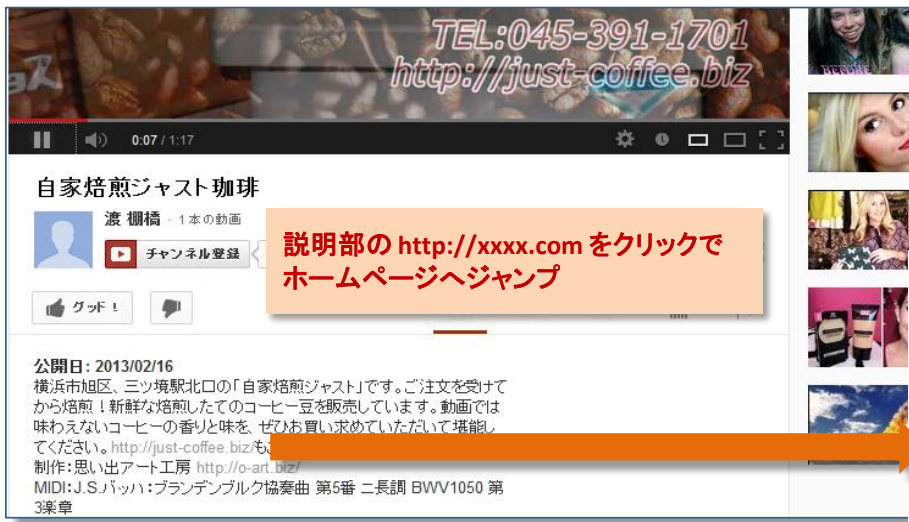 TEL:045-391-1701
http://just-coffee.biz
0:07 / 1:17
自家焙煎ジャスト珈琲
渡 棚橋 · 1 本の動画
チャンネル登録
説明部の http://xxxx.com をクリックで
ホームページへジャンプ
グッド！
公開日: 2013/02/16
横浜市旭区、三ツ境駅北口の「自家焙煎ジャスト」です。ご注文を受けて
から焙煎！新鮮な焙煎したてのコーヒー豆を販売しています。動画では
味わえないコーヒーの香りと味を、ぜひお買い求めていただいて堪能し
てください。http://just-coffee.biz/も
制作：思い出アート工房 http://o-art.biz/
MIDI：J.S.バッハ：ブランデンブルク協奏曲 第5番 ニ長調 BWV1050 第
3楽章
BEFORE